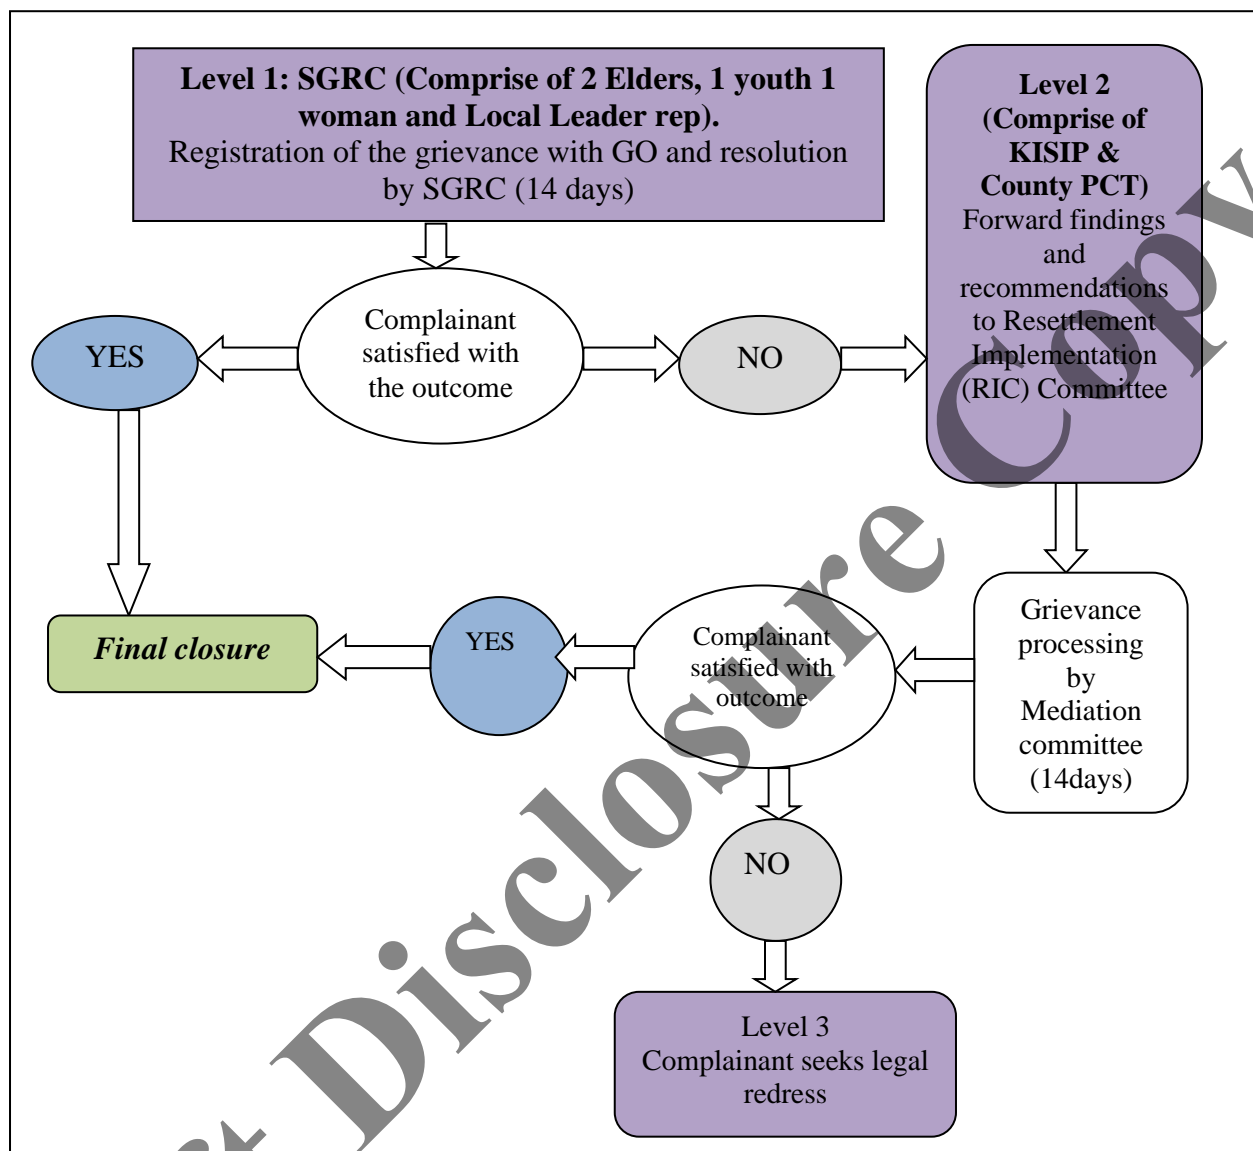 Level 1: SGRC (Comprise of 2 Elders, 1 youth 1
woman and Local Leader rep).
Registration of the grievance with GO and resolution
by SGRC (14 days)
Level 2
(Comprise of
KISIP &
County PCT)
Forward findings
and
recommendations
to Resettlement
Implementation
(RIC) Committee
Complainant
satisfied with
the outcome
YES
NO
Final closure
YES
Complainant
satisfied with
outcome
Grievance
processing
by
Mediation
committee
(14days)
NO
Level 3
Complainant seeks legal
redress
Disclosure Copy